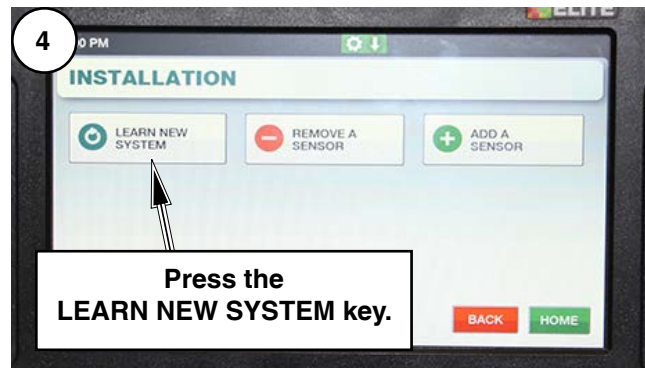 ELITE
4
0 PM
INSTALLATION
LEARN NEW
SYSTEM
REMOVE A
SENSOR
ADD A
SENSOR
Press the
LEARN NEW SYSTEM key.
BACK
HOME